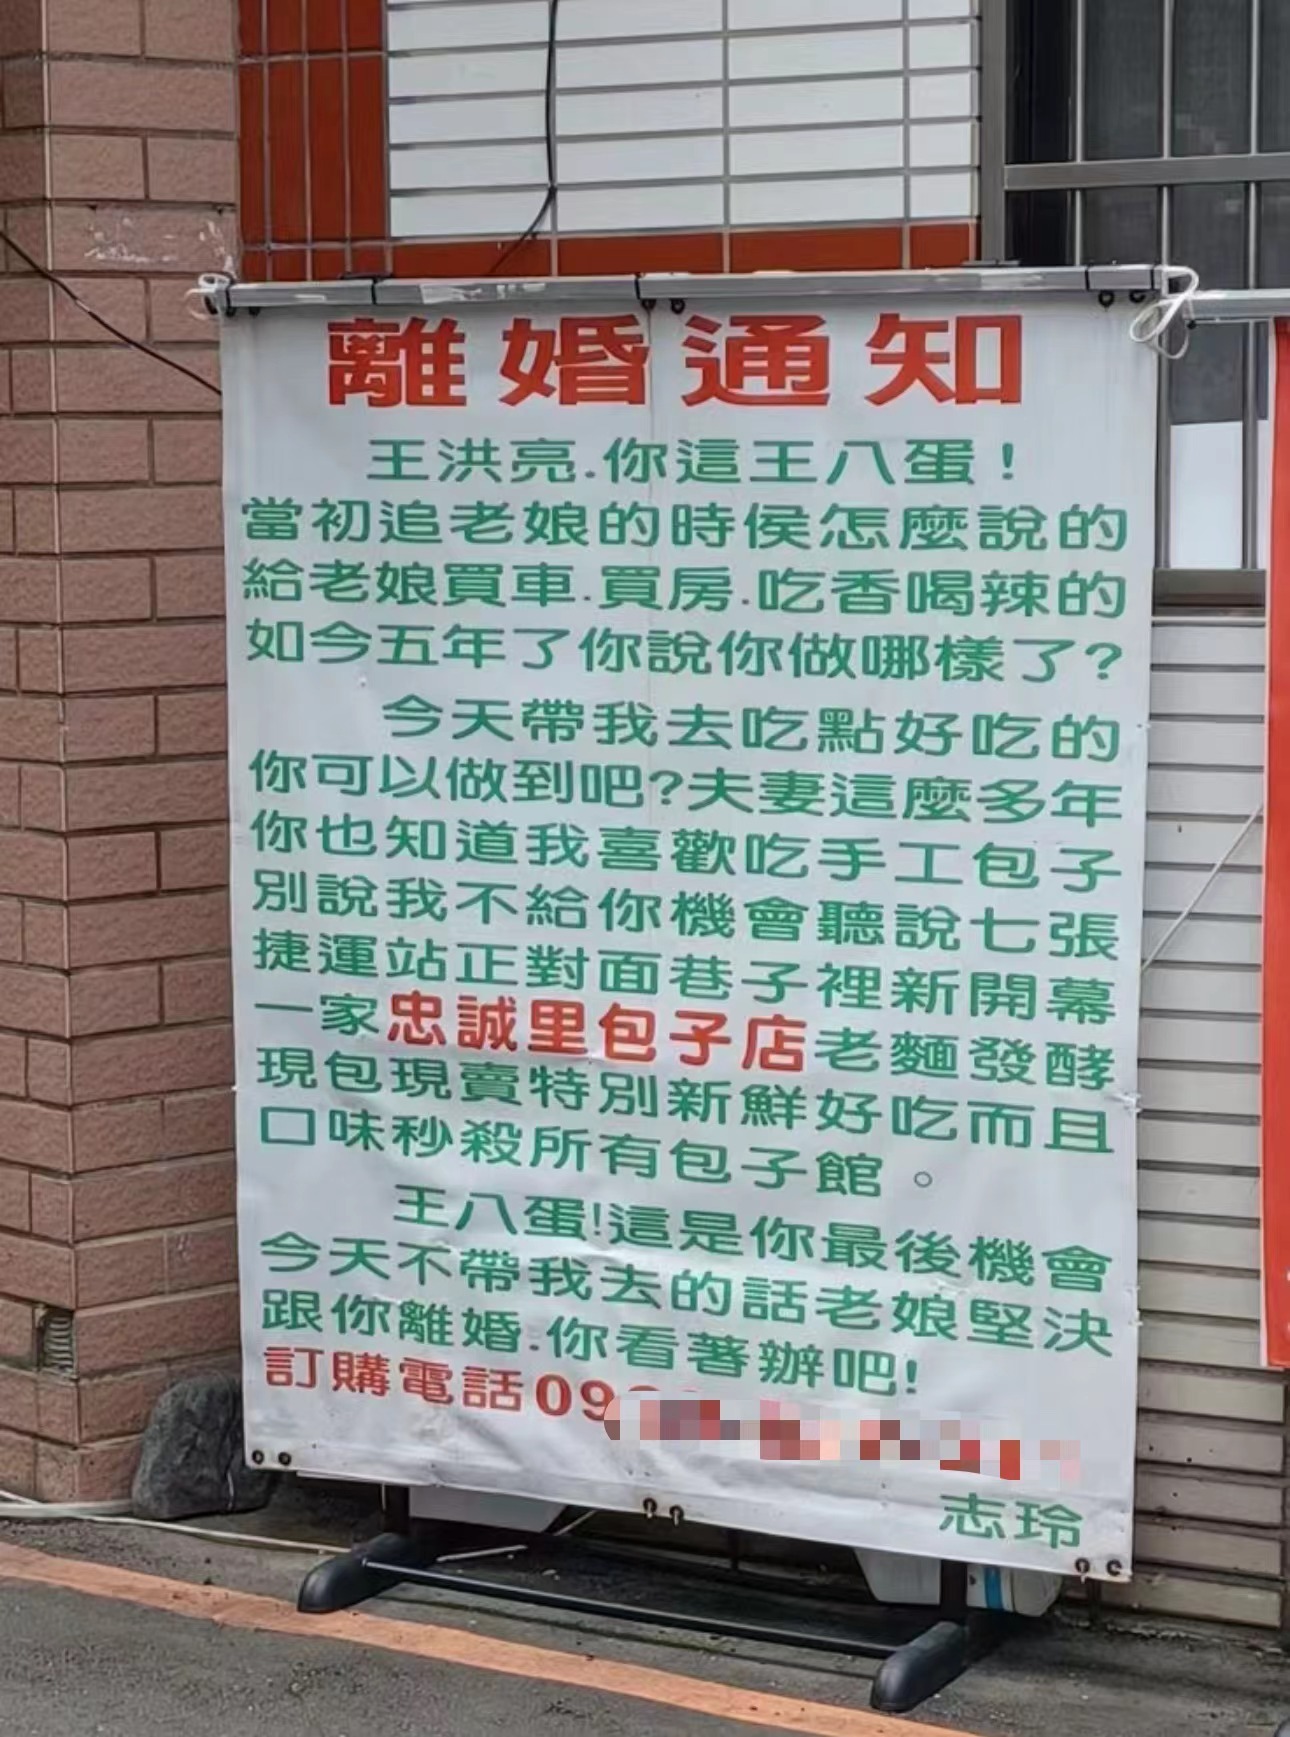 離婚通知
王洪亮.你這王八蛋!
當初追老娘的時侯怎麼說的
給老娘買車.買房.吃香喝辣的
如今五年了你說你做哪樣了?
今天帶我去吃點好吃的
你可以做到吧?夫妻這麼多年
你也知道我喜歡吃手工包子
別說我不給你機會聽說七張
捷運站正對面巷子裡新開幕
一家忠誠里包子店老麵發酵
現包現賣特別新鮮好吃而且
口味秒殺所有包子館。
王八蛋!這是你最後機會
今天不帶我去的話老娘堅決
跟你離婚.你看著辦吧!
訂購電話09
志玲